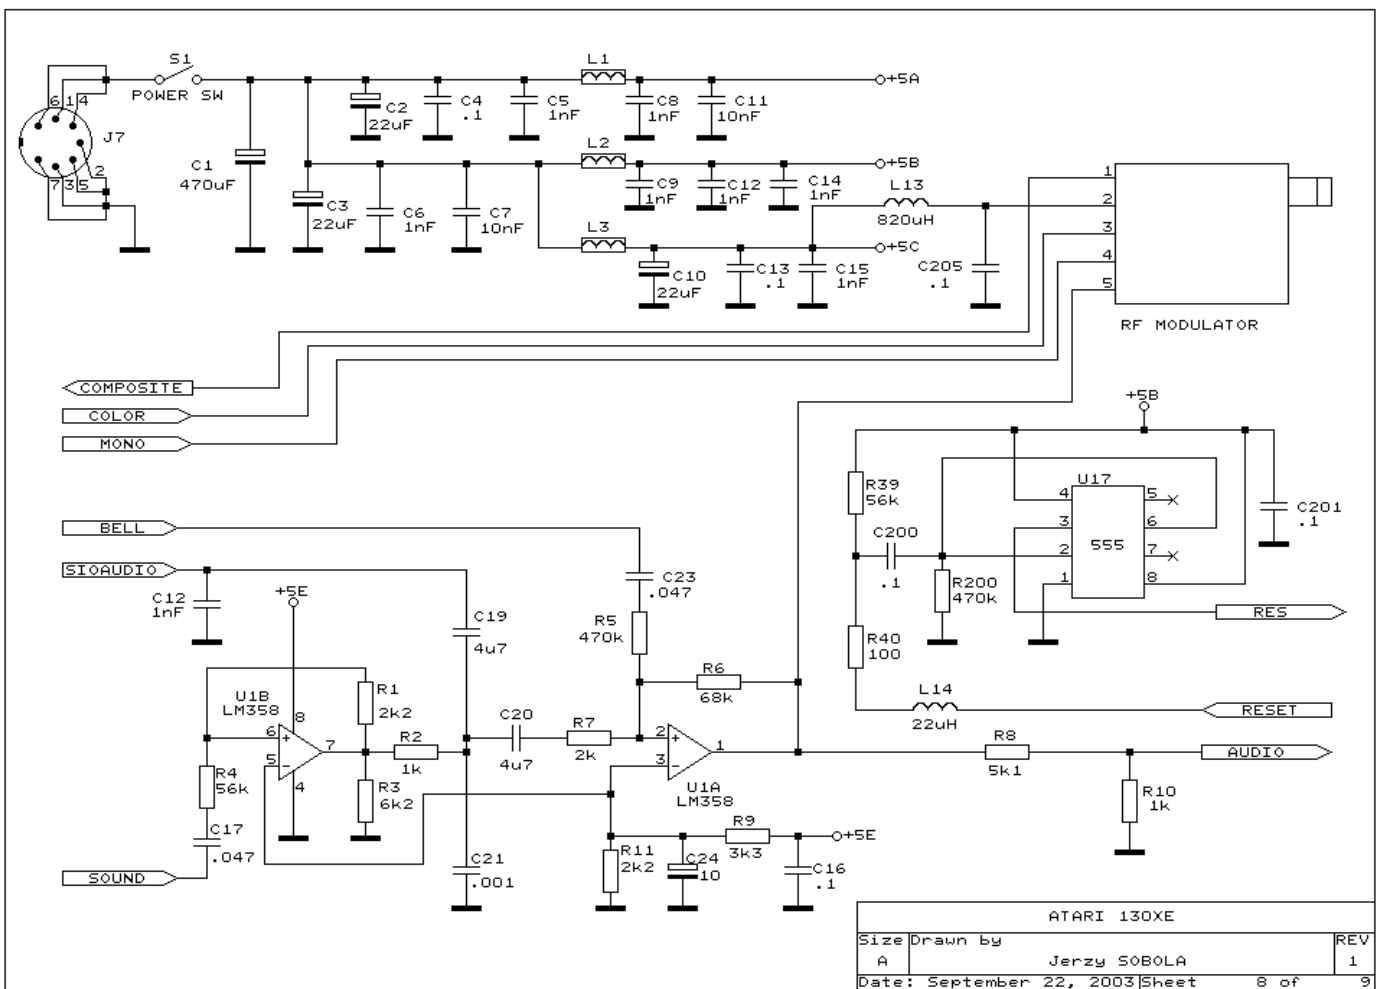 S1
POWER SW
6 1 4
J7
7 3 5 2
C1
470uF
C2
22uF
C4
.1
C5
1nF
L1
C8
1nF
C11
10nF
+5A
C3
22uF
C6
1nF
C7
10nF
L2
C9
1nF
C12
1nF
C14
1nF
+5B
L3
C10
22uF
C13
.1
C15
1nF
+5C
L13
820uH
C205
.1
1
2
3
4
5
RF MODULATOR
COMPOSITE
COLOR
MONO
BELL
SIOAUDIO
C12
1nF
+5E
C19
4u7
C23
.047
R5
470k
R6
68k
U1B
LM358
8
6
+
5
-
7
4
R1
2k2
R2
1k
R3
6k2
R4
56k
C17
.047
SOUND
C20
4u7
R7
2k
C21
.001
2
+
3
-
1
U1A
LM358
R11
2k2
C24
10
R9
3k3
+5E
C16
.1
+5B
R39
56k
C200
.1
R200
470k
R40
100
U17
4 5
3 6
555
2 7
1 8
C201
.1
RES
L14
22uH
RESET
R8
5k1
AUDIO
R10
1k
ATARI 130XE
Size Drawn by REV
A Jerzy SOBOLA 1
Date: September 22, 2003 Sheet 8 of 9